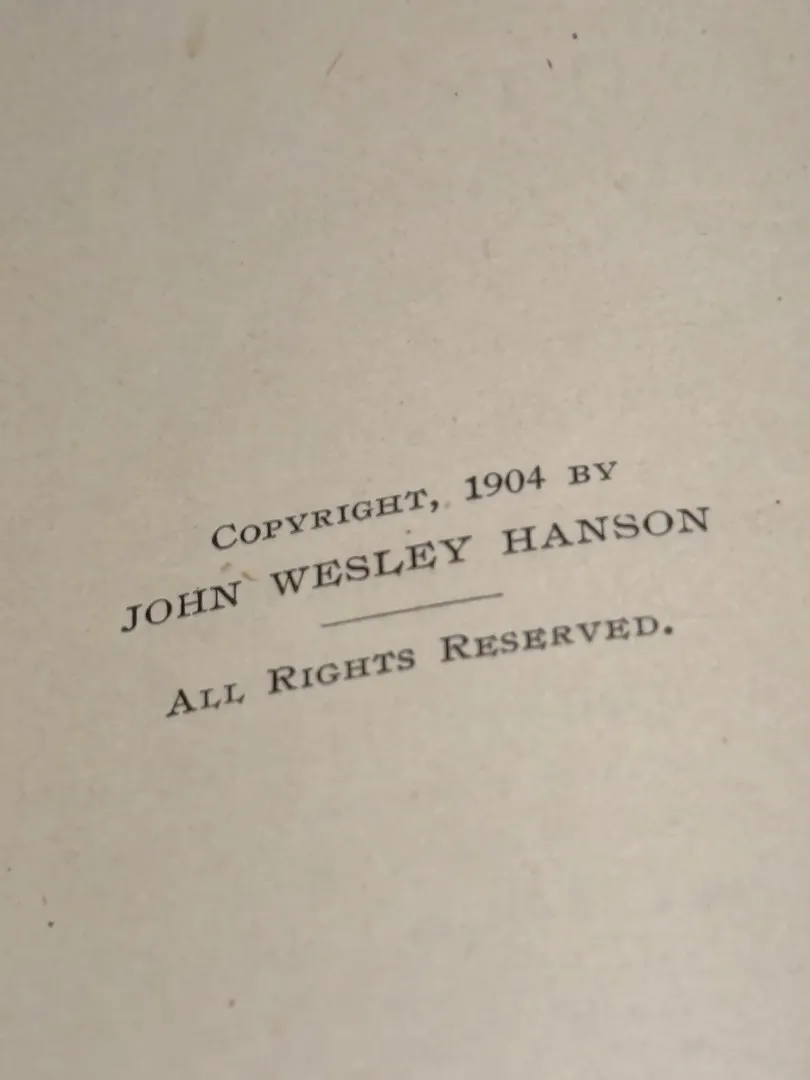 Copyright, 1904 by
JOHN WESLEY HANSON
All Rights Reserved.